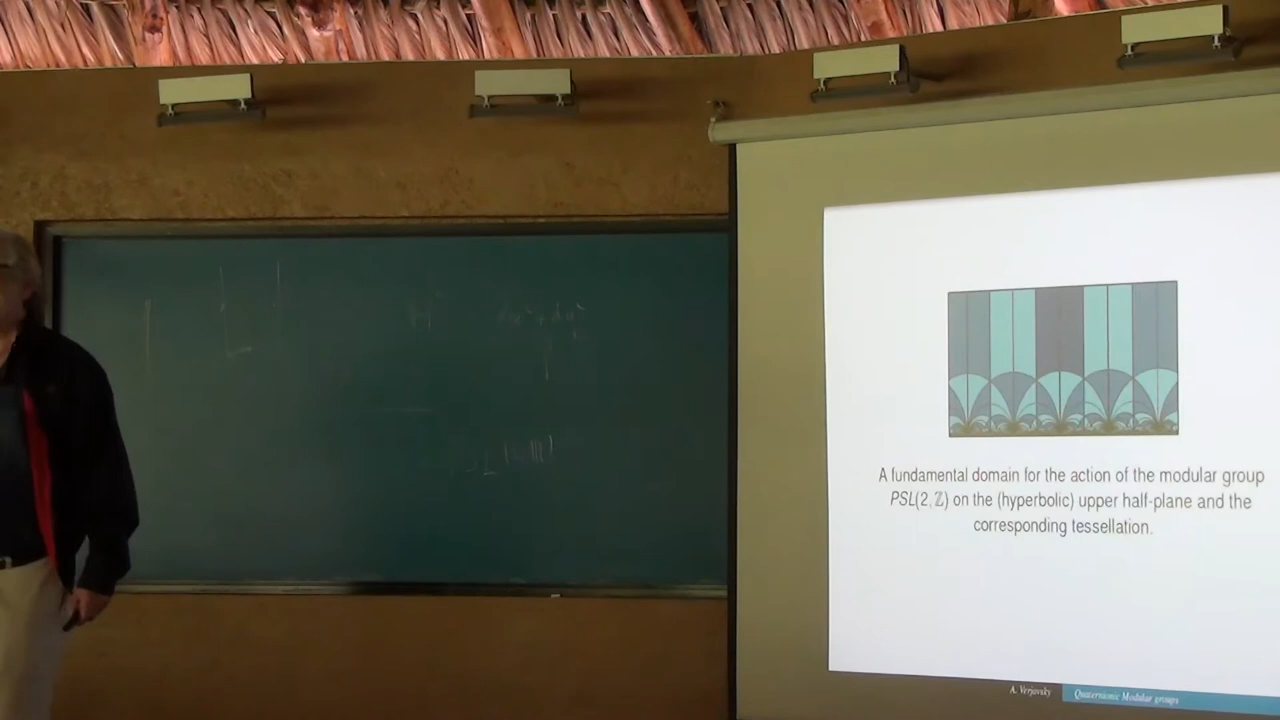 A fundamental domain for the action of the modular group
PSL(2, ℤ) on the (hyperbolic) upper half-plane and the
corresponding tessellation.
A. Verjovsky
Quaternionic Modular groups